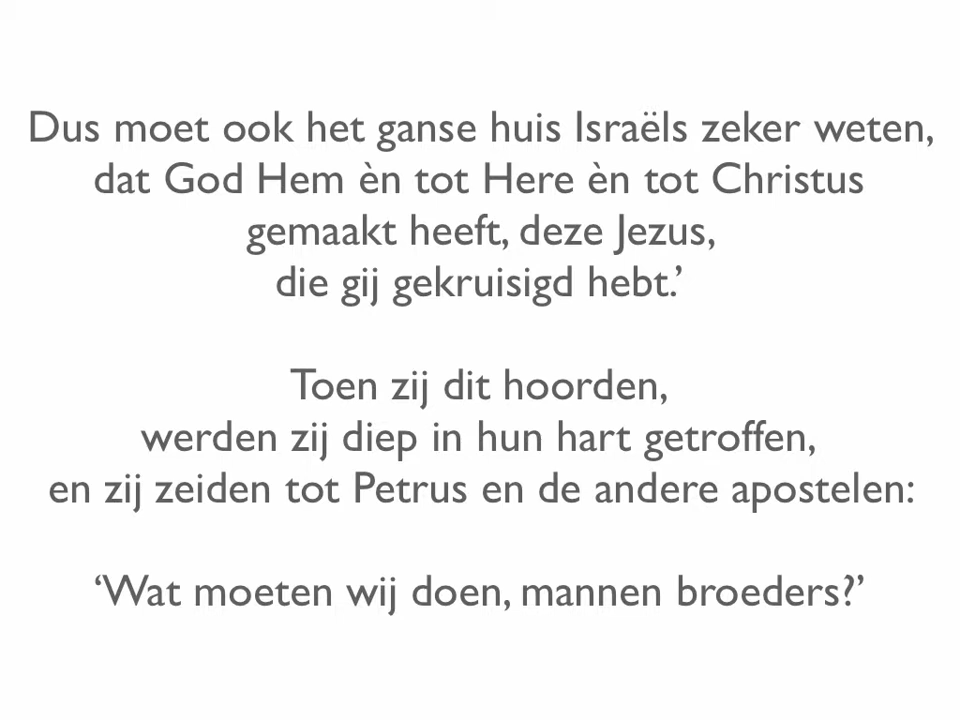 Dus moet ook het ganse huis Israëls zeker weten,
dat God Hem èn tot Here èn tot Christus
gemaakt heeft, deze Jezus,
die gij gekruisigd hebt.’
Toen zij dit hoorden,
werden zij diep in hun hart getroffen,
en zij zeiden tot Petrus en de andere apostelen:
‘Wat moeten wij doen, mannen broeders?’